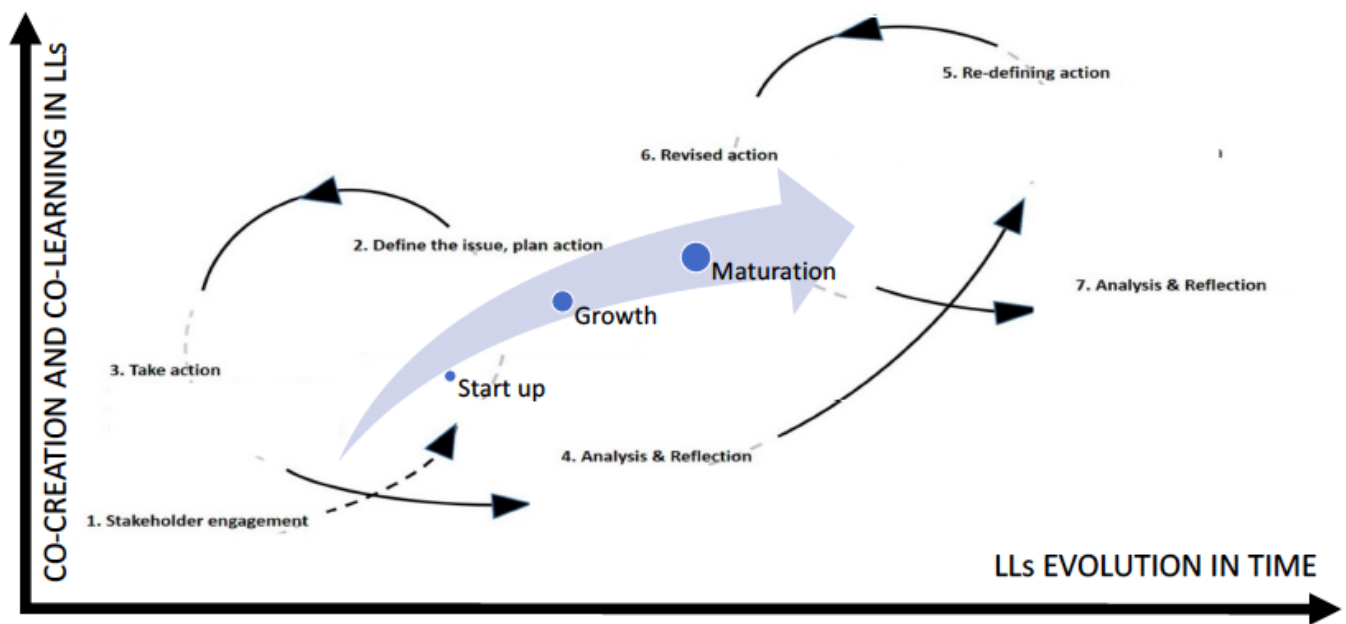 CO-CREATION AND CO-LEARNING IN LLs
5. Re-defining action
6. Revised action
2. Define the issue, plan action
Maturation
7. Analysis & Reflection
Growth
3. Take action
Start up
4. Analysis & Reflection
1. Stakeholder engagement
LLs EVOLUTION IN TIME